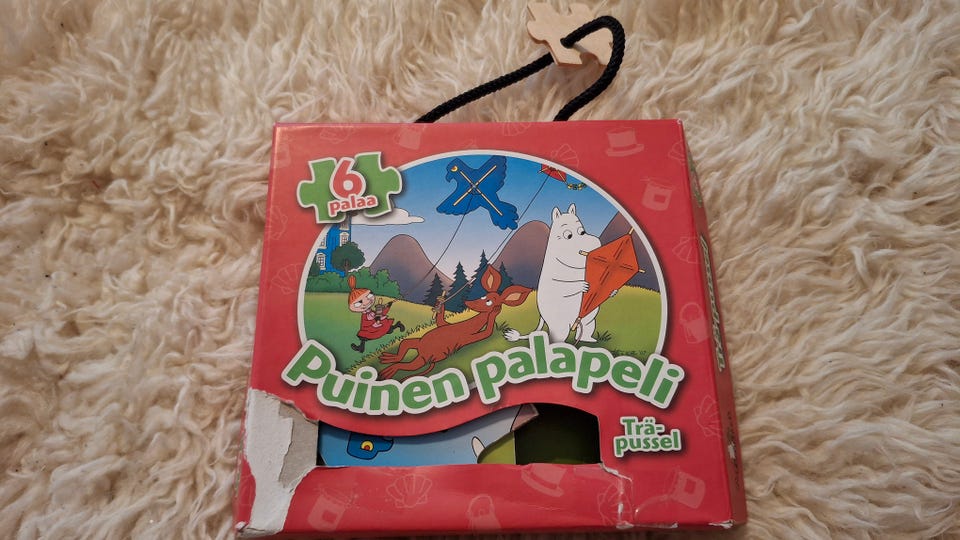 6
palaa
Puinen palapeli
Trä-
pussel